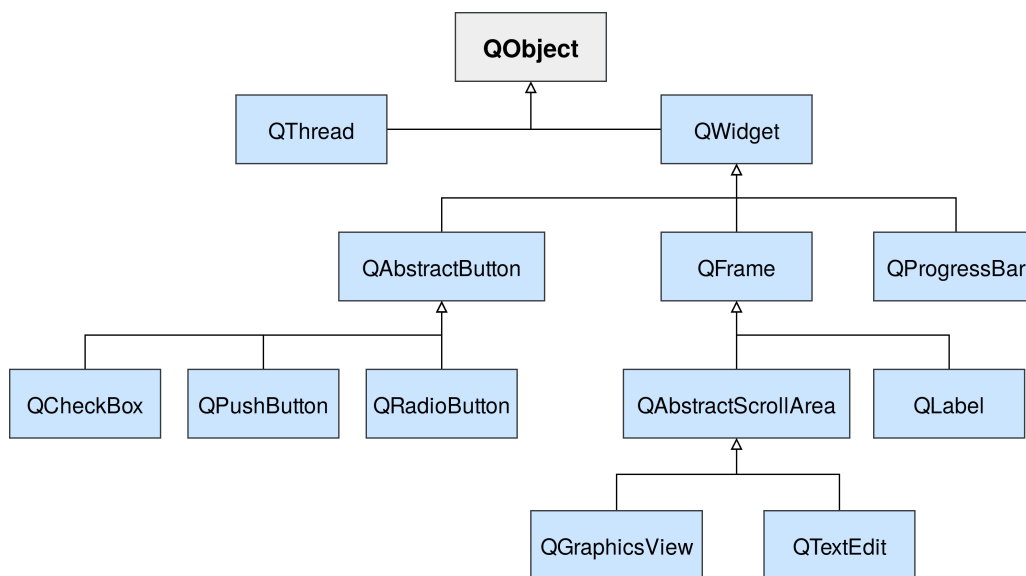 QObject
QThread
QWidget
QAbstractButton
QFrame
QProgressBar
QCheckBox
QPushButton
QRadioButton
QAbstractScrollArea
QLabel
QGraphicsView
QTextEdit